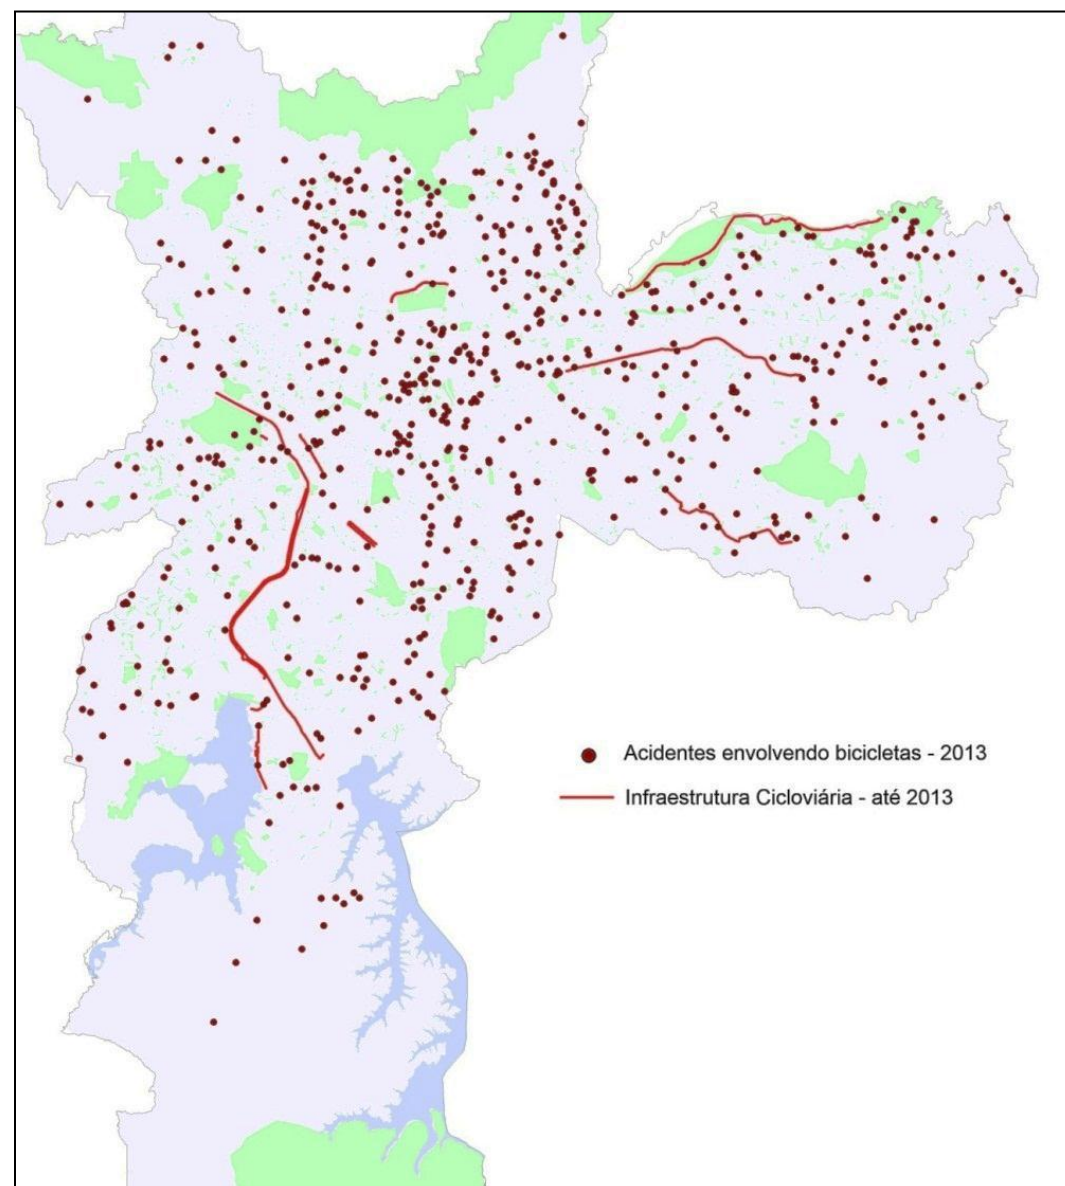 Acidentes envolvendo bicicletas - 2013
Infraestrutura Cicloviária - até 2013